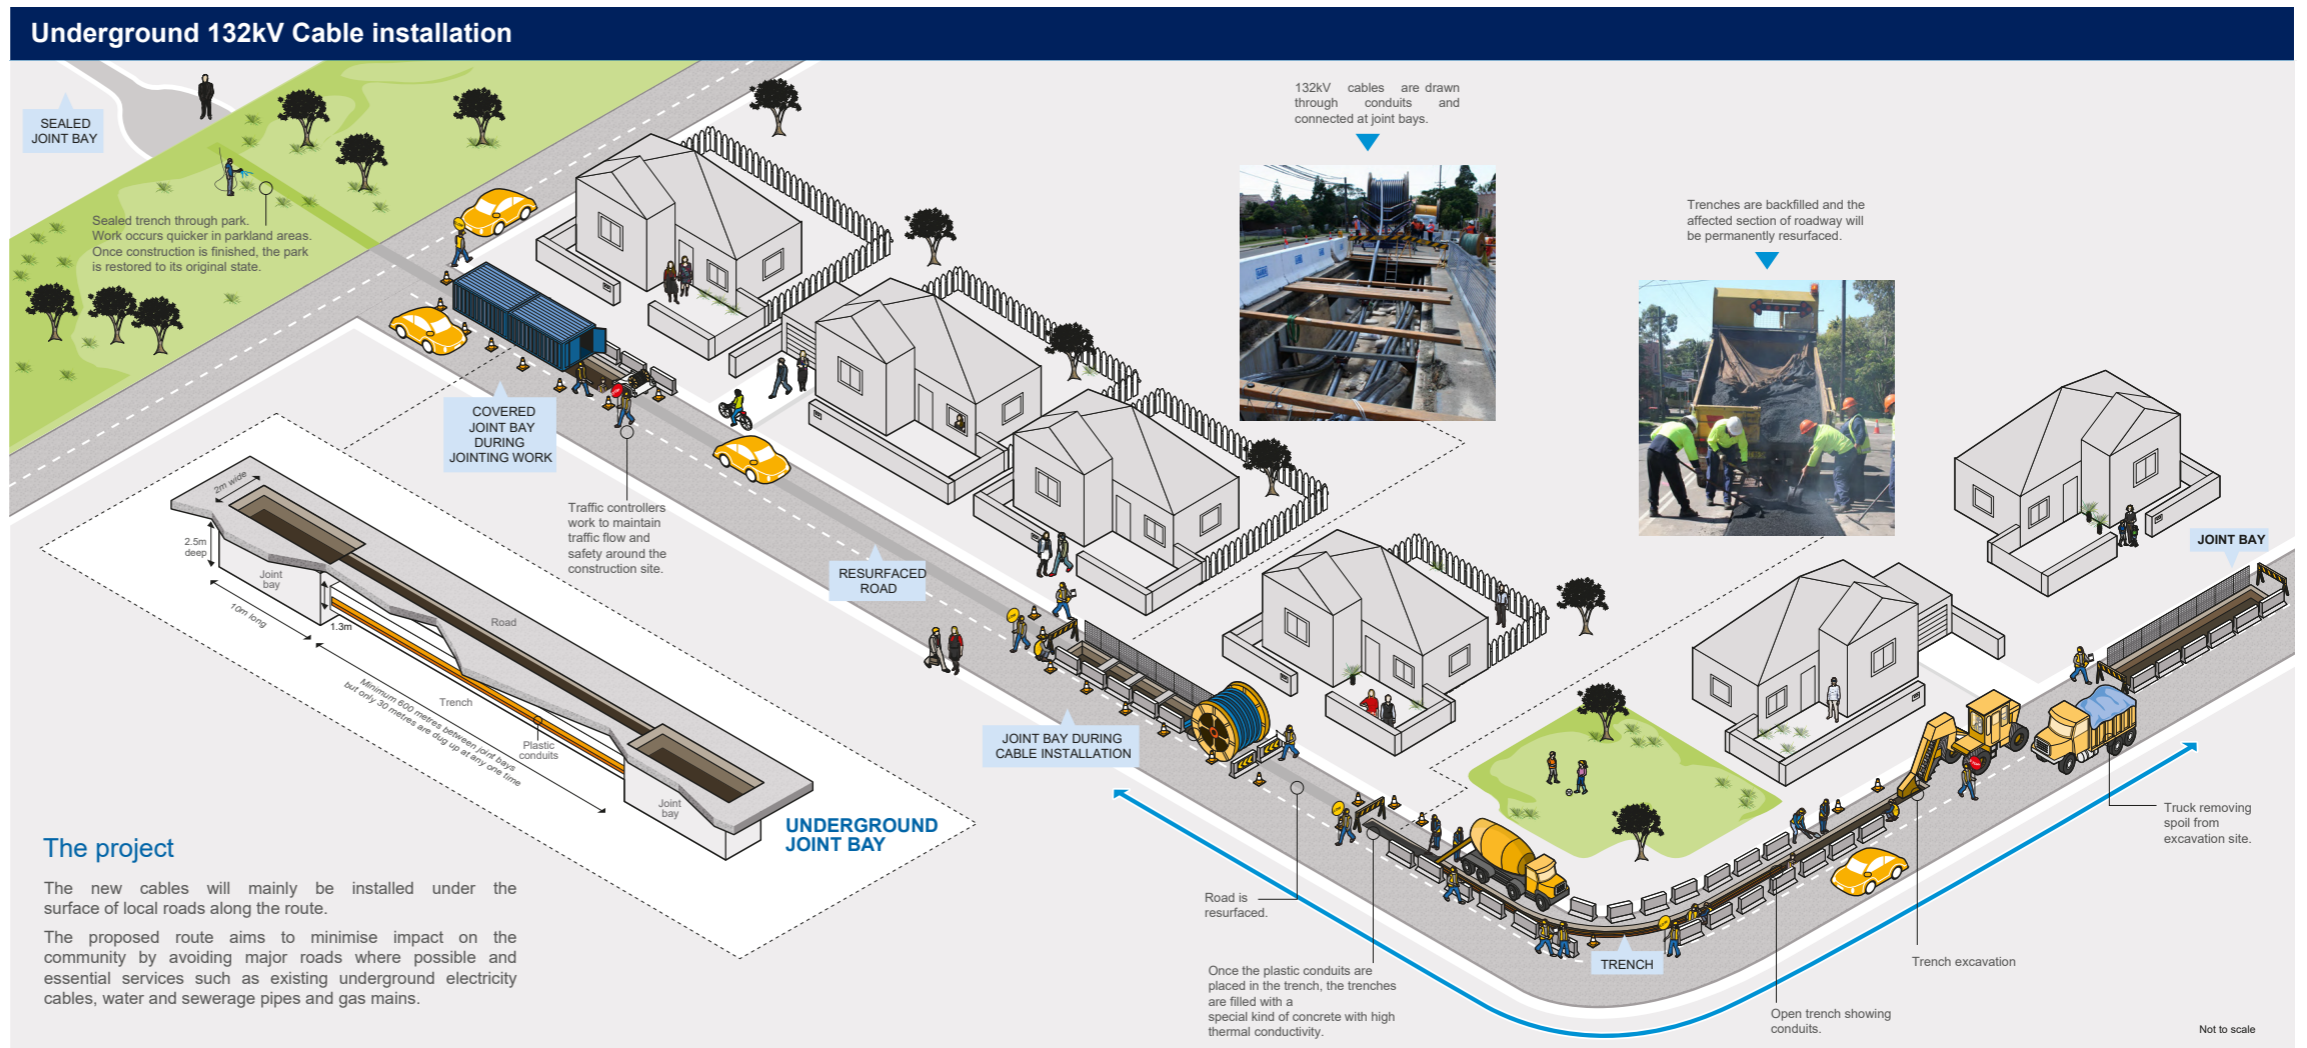 Underground 132kV Cable installation
SEALED
JOINT BAY
Sealed trench through park.
Work occurs quicker in parkland areas.
Once construction is finished, the park
is restored to its original state.
132kV cables are drawn
through conduits and
connected at joint bays.
Trenches are backfilled and the
affected section of roadway will
be permanently resurfaced.
COVERED
JOINT BAY
DURING
JOINTING WORK
Traffic controllers
work to maintain
traffic flow and
safety around the
construction site.
RESURFACED
ROAD
JOINT BAY
2m wide
2.5m
deep
Joint
bay
10m long
1.3m
Road
Trench
Minimum 600 metres between joint bays
but only 30 metres are dug up at any one time
Plastic
conduits
Joint
bay
UNDERGROUND
JOINT BAY
JOINT BAY DURING
CABLE INSTALLATION
Road is
resurfaced.
Once the plastic conduits are
placed in the trench, the trenches
are filled with a
special kind of concrete with high
thermal conductivity.
TRENCH
Open trench showing
conduits.
Trench excavation
Truck removing
spoil from
excavation site.
The project
The new cables will mainly be installed under the
surface of local roads along the route.
The proposed route aims to minimise impact on the
community by avoiding major roads where possible and
essential services such as existing underground electricity
cables, water and sewerage pipes and gas mains.
Not to scale